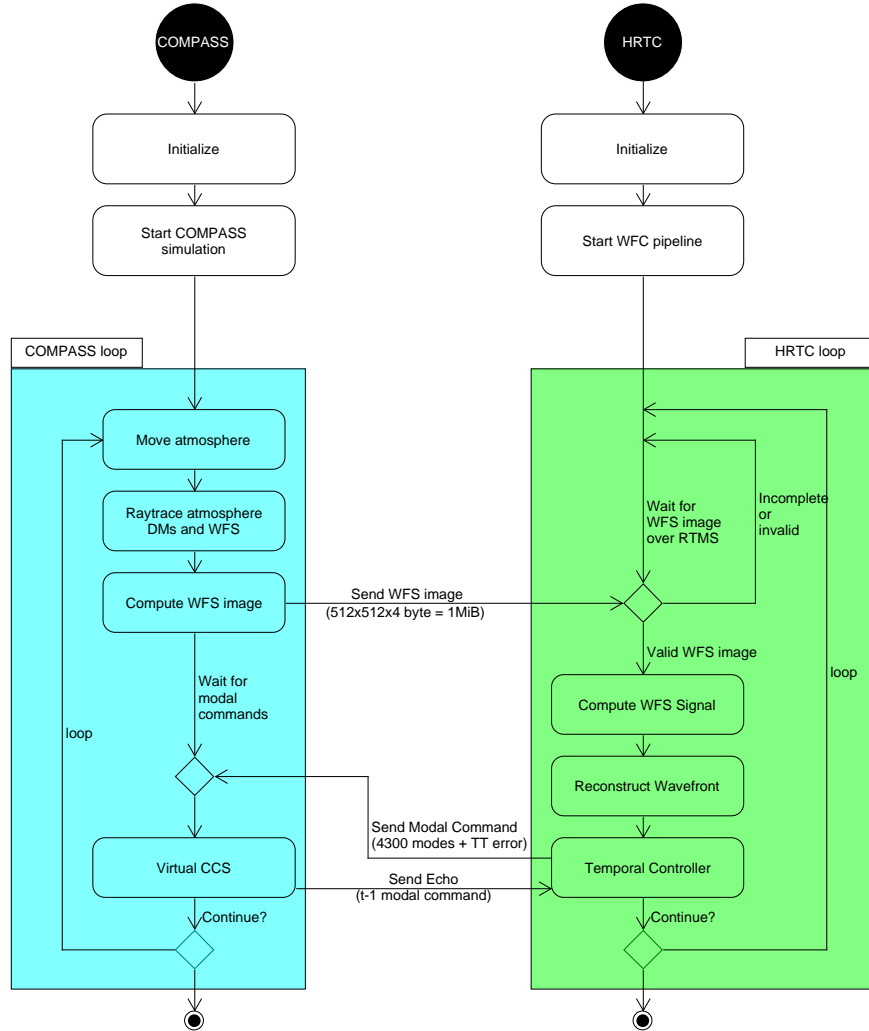 COMPASS
HRTC
Initialize
Initialize
Start COMPASS
simulation
Start WFC pipeline
COMPASS loop
HRTC loop
Move atmosphere
Raytrace atmosphere
DMs and WFS
Wait for
WFS image
over RTMS
Incomplete
or
invalid
Compute WFS image
Send WFS image
(512x512x4 byte = 1MiB)
Valid WFS image
Wait for
modal
commands
loop
loop
Compute WFS Signal
Reconstruct Wavefront
Send Modal Command
(4300 modes + TT error)
Virtual CCS
Temporal Controller
Send Echo
(t-1 modal command)
Continue?
Continue?